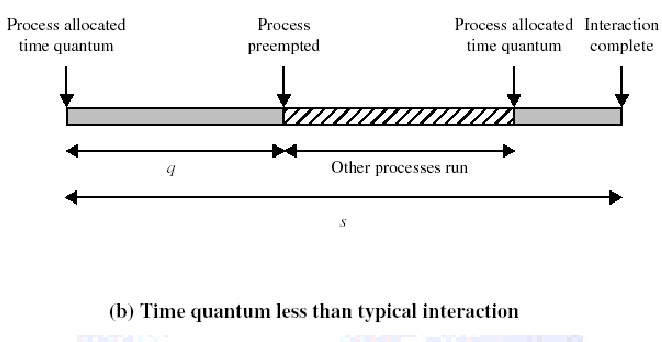 Process allocated
time quantum
Process
preempted
Process allocated
time quantum
Interaction
complete
q
Other processes run
s
(b) Time quantum less than typical interaction